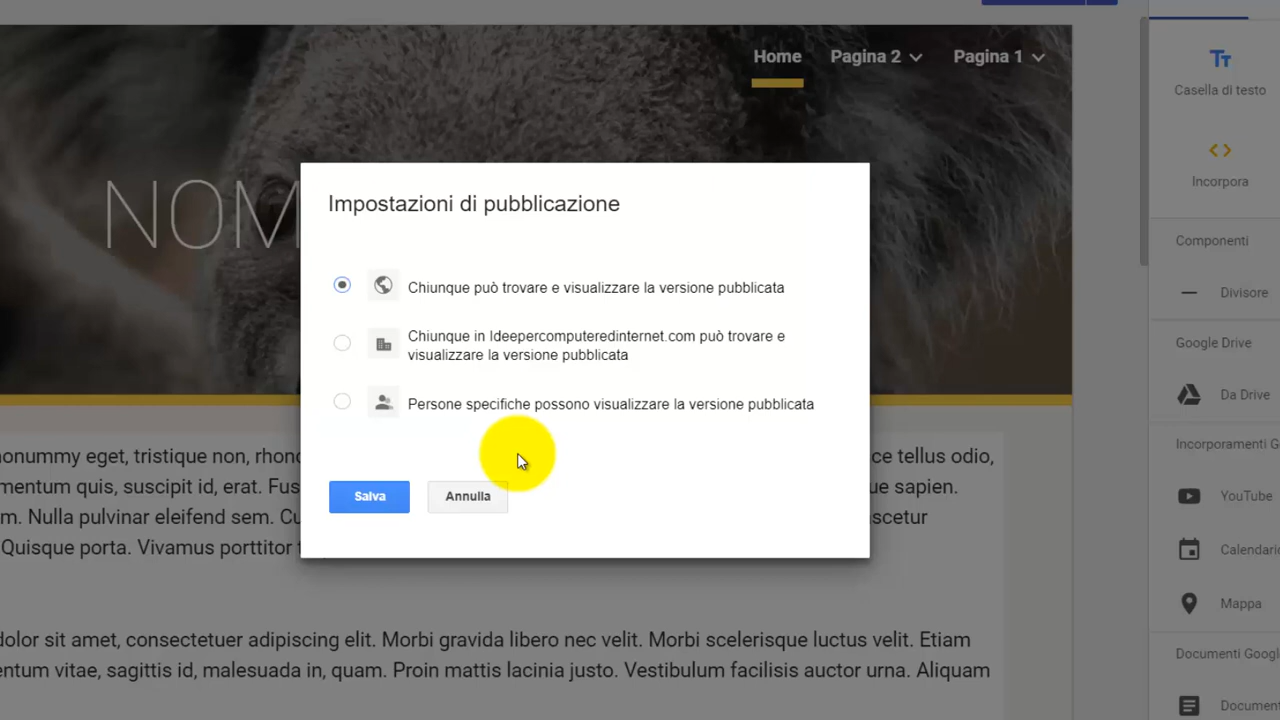 Home
Pagina 2
Pagina 1
Casella di testo
Incorpora
NOM
Impostazioni di pubblicazione
Chiunque può trovare e visualizzare la versione pubblicata
Chiunque in Ideepercomputeredinternet.com può trovare e
visualizzare la versione pubblicata
Persone specifiche possono visualizzare la versione pubblicata
Salva
Annulla
Componenti
Divisore
Google Drive
Da Drive
Incorporamenti
YouTube
Calendario
Mappa
Documenti
nonummy eget, tristique non,
ce tellus odio,
mentum quis, suscipit id, erat.
ue sapien.
m. Nulla pulvinar eleifend sem.
scetur
Quisque porta. Vivamus porttitor
dolor sit amet, consectetuer adipiscing elit. Morbi gravida libero nec velit. Morbi scelerisque luctus velit. Etiam
entum vitae, sagittis id, malesuada in, quam. Proin mattis lacinia justo. Vestibulum facilisis auctor urna. Aliquam